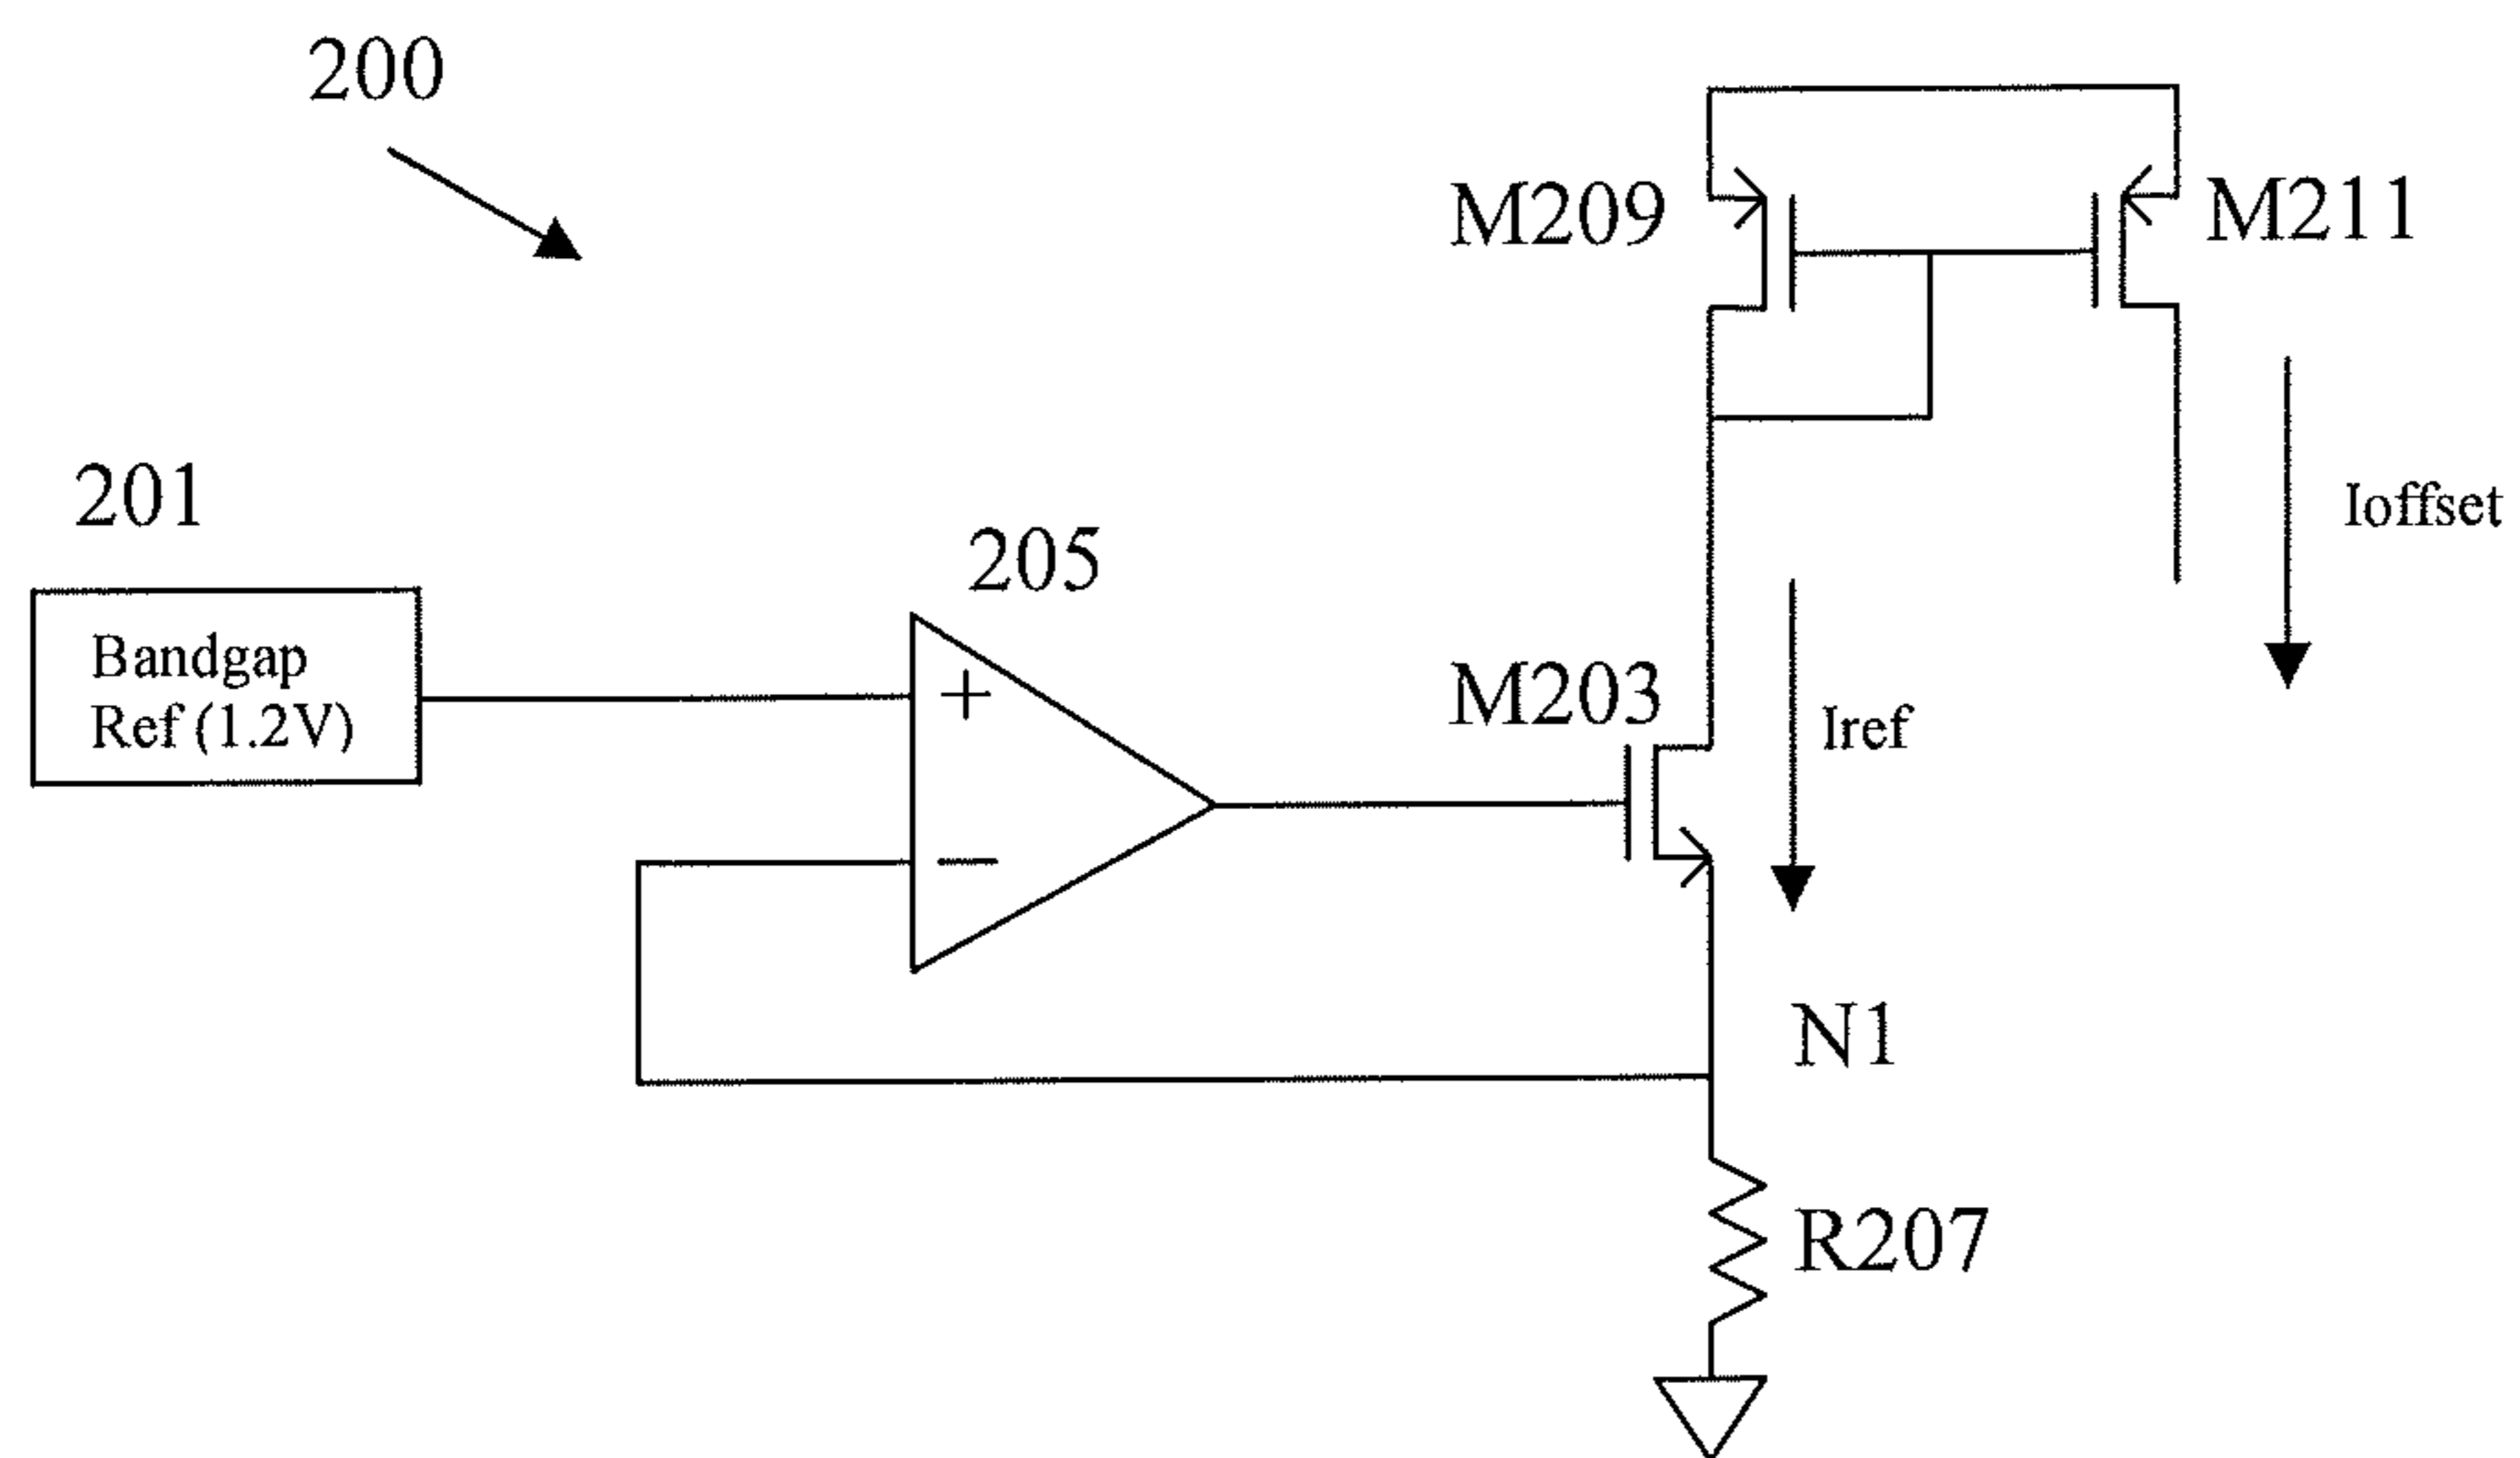 200
M209
M211
Ioffset
201
205
Bandgap
Ref (1.2V)
+
M203
Iref
−
N1
R207